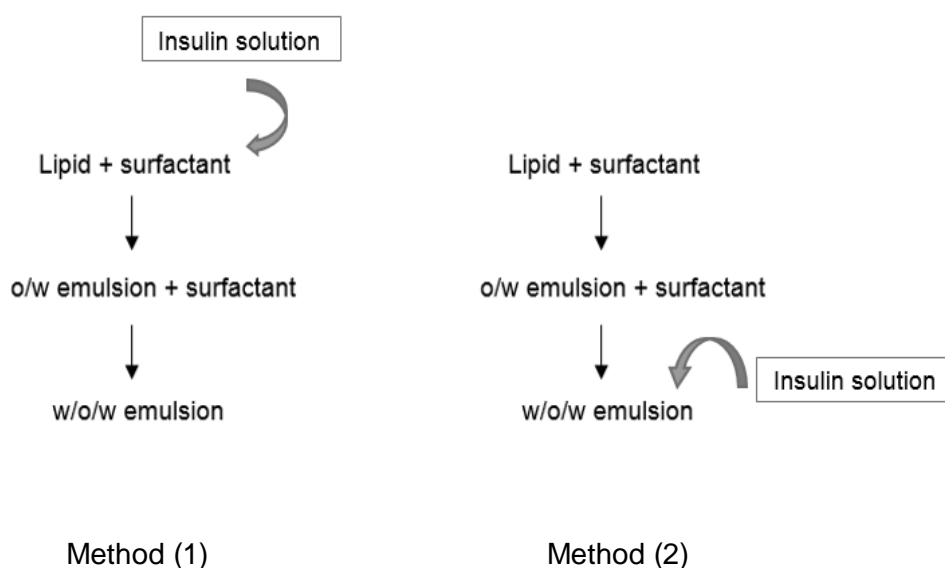 Insulin solution
Lipid + surfactant
o/w emulsion + surfactant
w/o/w emulsion
Method (1)
Lipid + surfactant
o/w emulsion + surfactant
Insulin solution
w/o/w emulsion
Method (2)